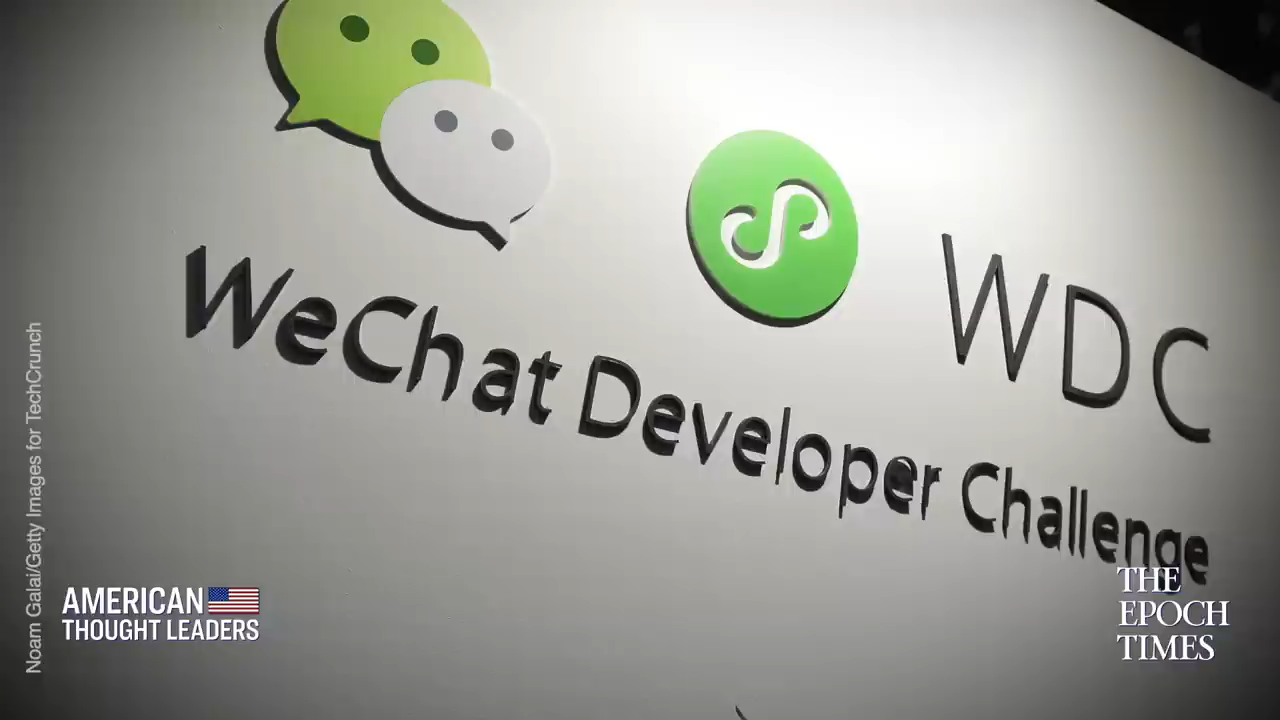 WDC
WeChat Developer Challenge
Noam Galai/Getty Images for TechCrunch
AMERICAN
THOUGHT LEADERS
THE
EPOCH
TIMES